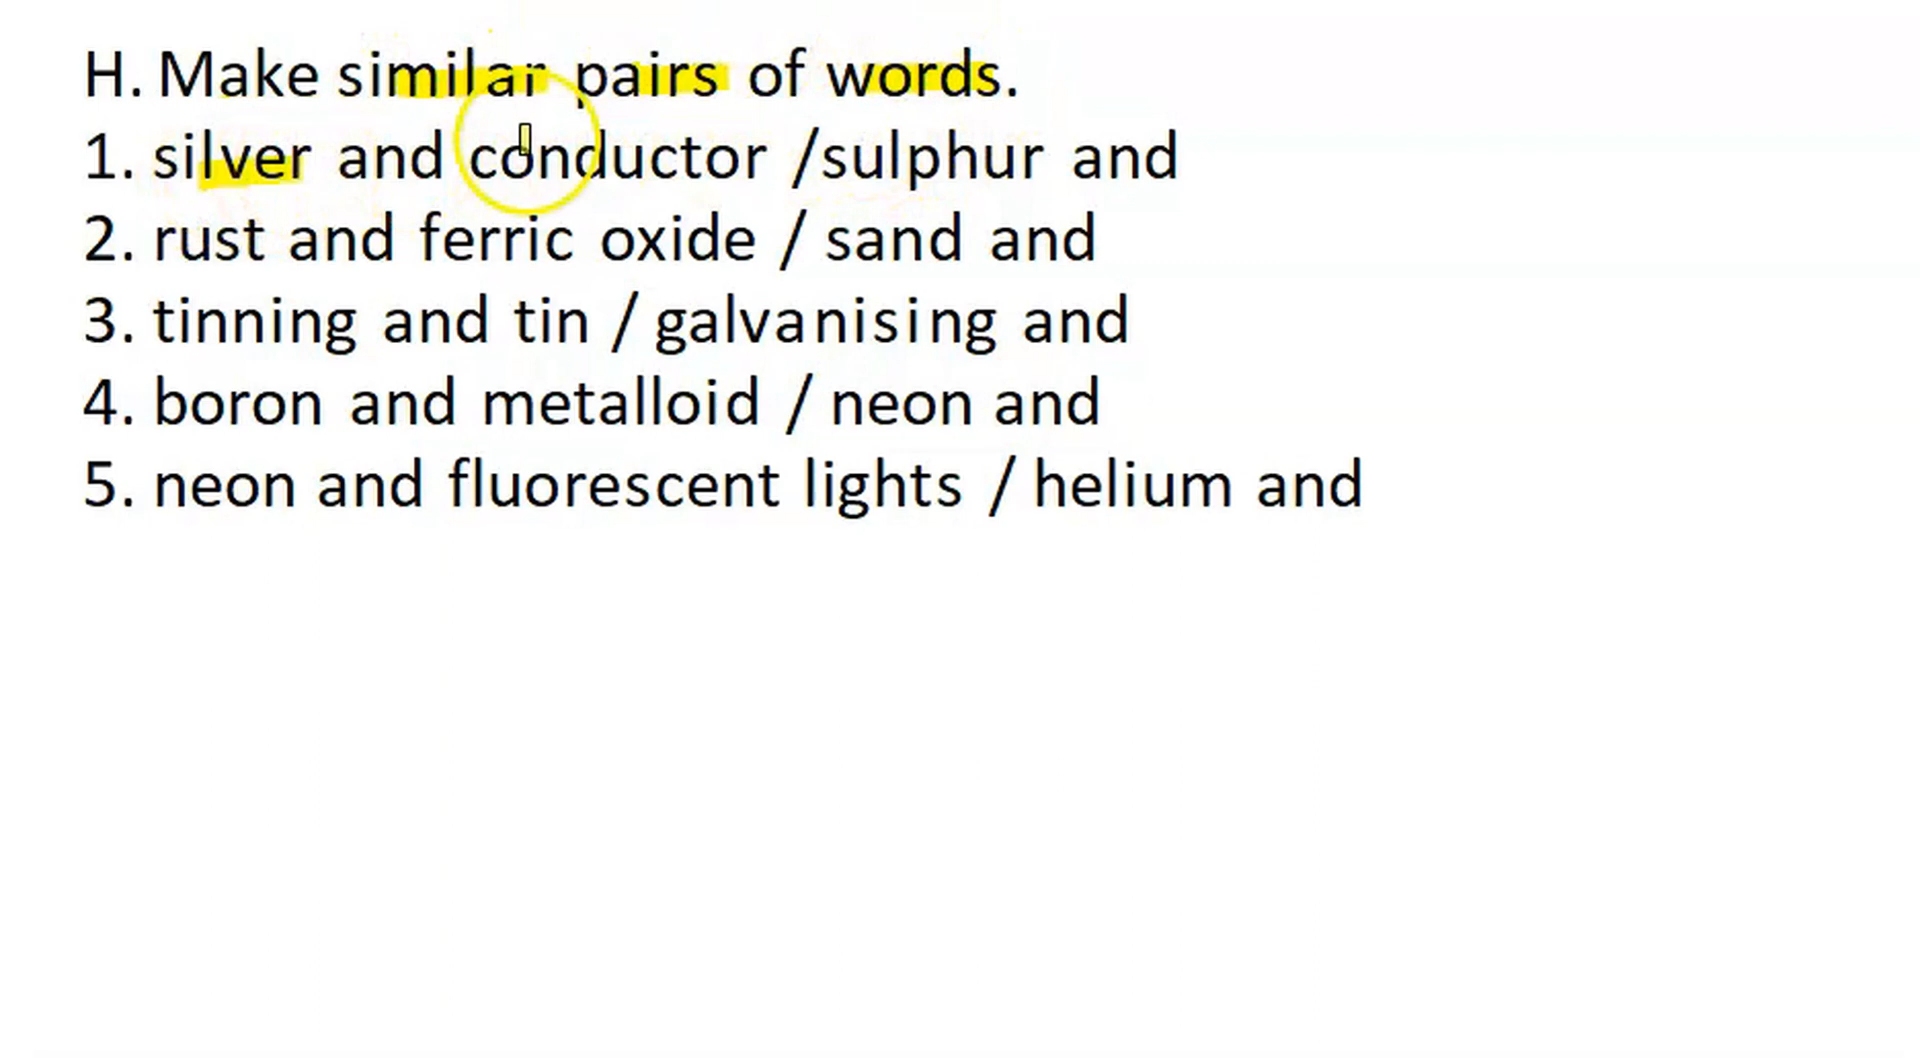 H. Make similar pairs of words.
1. silver and conductor /sulphur and
2. rust and ferric oxide / sand and
3. tinning and tin / galvanising and
4. boron and metalloid / neon and
5. neon and fluorescent lights / helium and